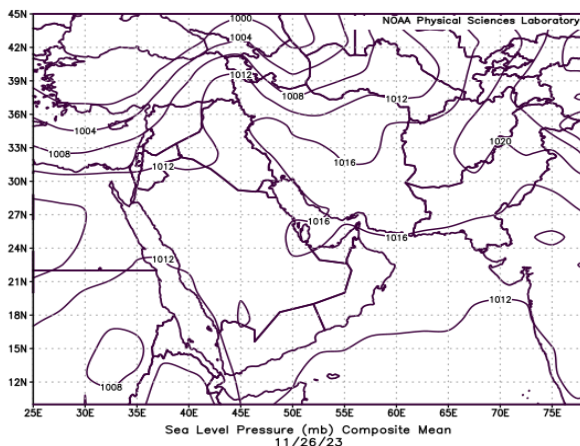 NOAA Physical Sciences Laboratory
45N
42N
39N
36N
33N
30N
27N
24N
21N
18N
15N
12N
1000
1004
1012
1008
1012
1004
1008
1012
1016
1020
1016
1016
1012
1012
1008
25E 30E 35E 40E 45E 50E 55E 60E 65E 70E 75E
Sea Level Pressure (mb) Composite Mean
11/26/23